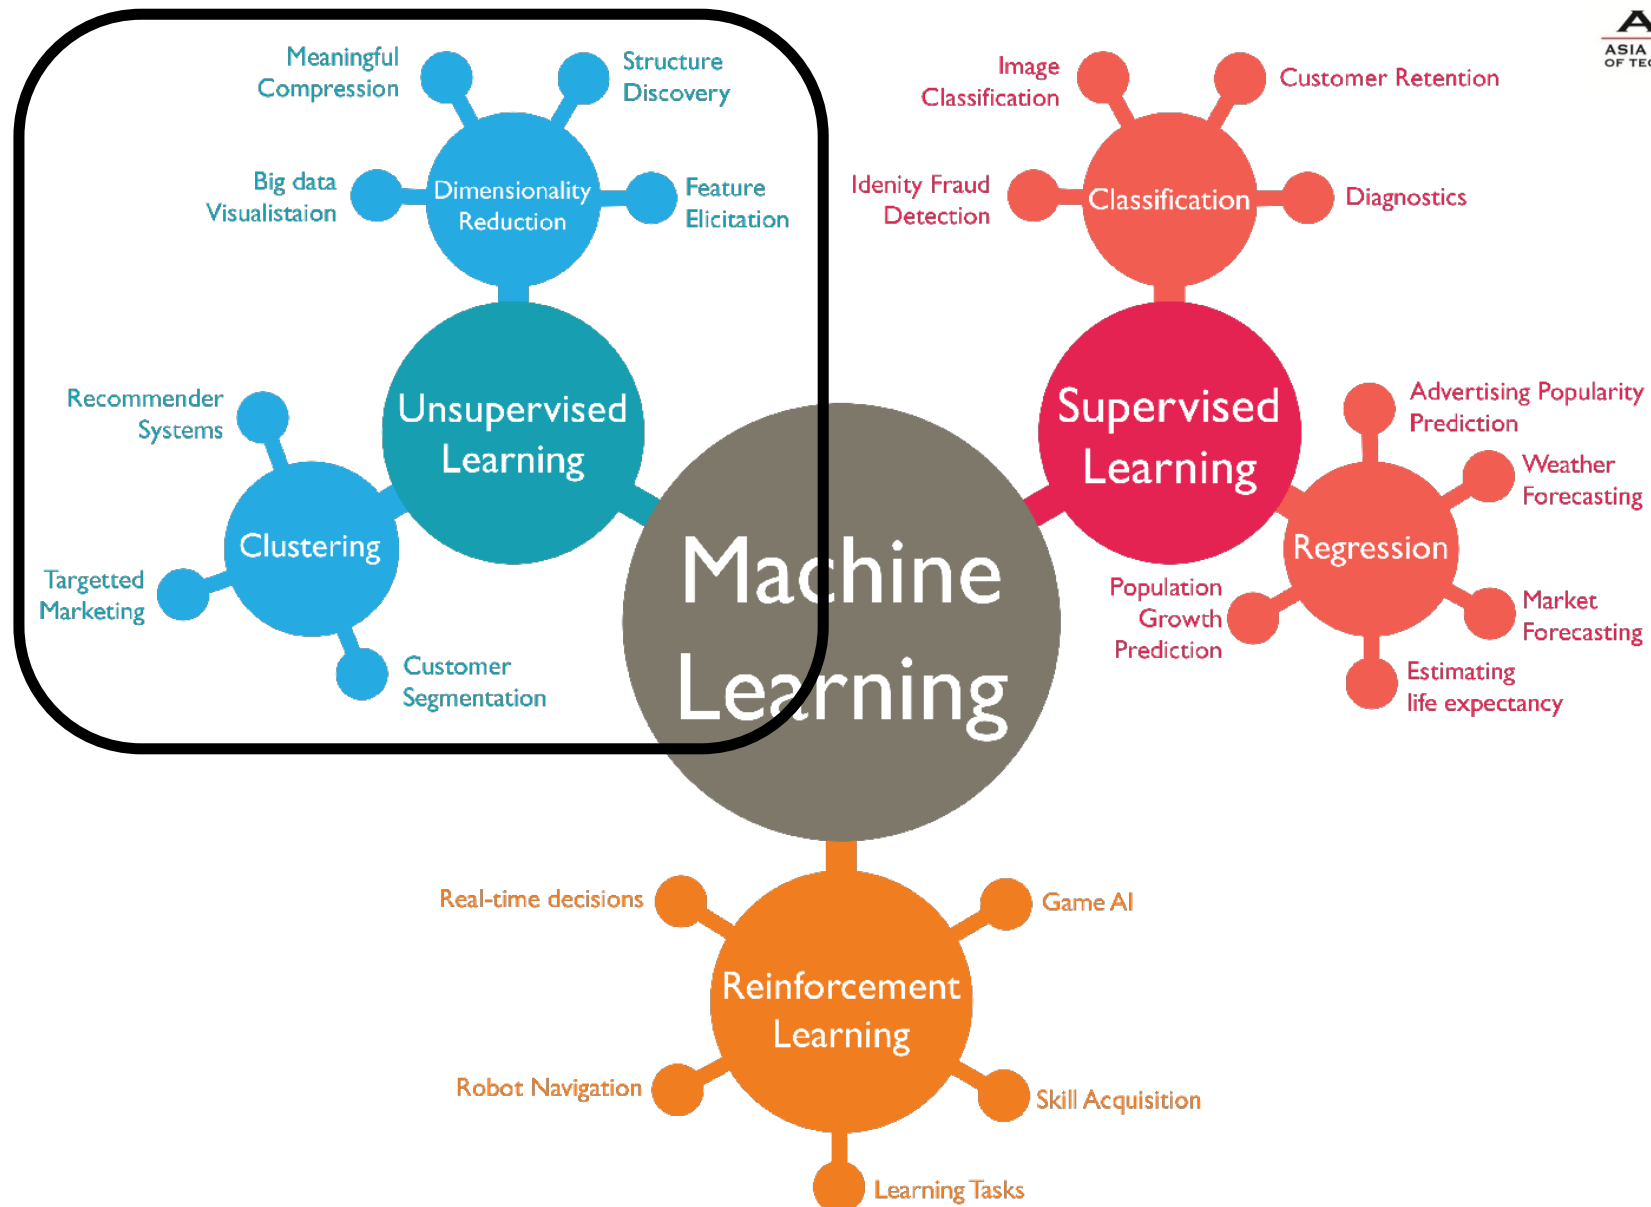 Meaningful
Compression
Structure
Discovery
Big data
Visualistaion
Dimensionality
Reduction
Feature
Elicitation
Recommender
Systems
Unsupervised
Learning
Clustering
Targetted
Marketing
Customer
Segmentation
Machine
Learning
Image
Classification
Customer Retention
Idenity Fraud
Detection
Classification
Diagnostics
Supervised
Learning
Advertising Popularity
Prediction
Weather
Forecasting
Regression
Population
Growth
Prediction
Market
Forecasting
Estimating
life expectancy
Real-time decisions
Game AI
Reinforcement
Learning
Robot Navigation
Skill Acquisition
Learning Tasks
ASIA
OF